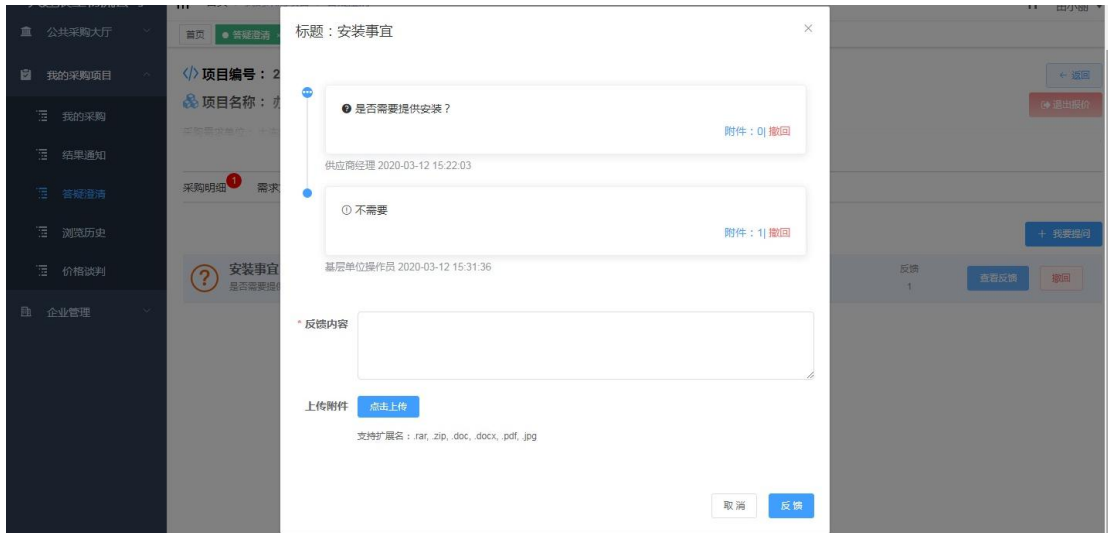 公共采购大厅
我的采购项目
我的采购
结果通知
答疑澄清
浏览历史
价格谈判
企业管理
首页
答疑澄清
项目编号： 2
项目名称：
采购明细 1
需求
安装事宜
是否需要提供
返回
退出报价
+ 我要提问
反馈
1
查看反馈
撤回
标题：安装事宜
是否需要提供安装？
附件：0| 撤回
供应商经理 2020-03-12 15:22:03
不需要
附件：1| 撤回
基层单位操作员 2020-03-12 15:31:36
* 反馈内容
上传附件 点击上传
支持扩展名：.rar, .zip, .doc, .docx, .pdf, .jpg
取消 反馈